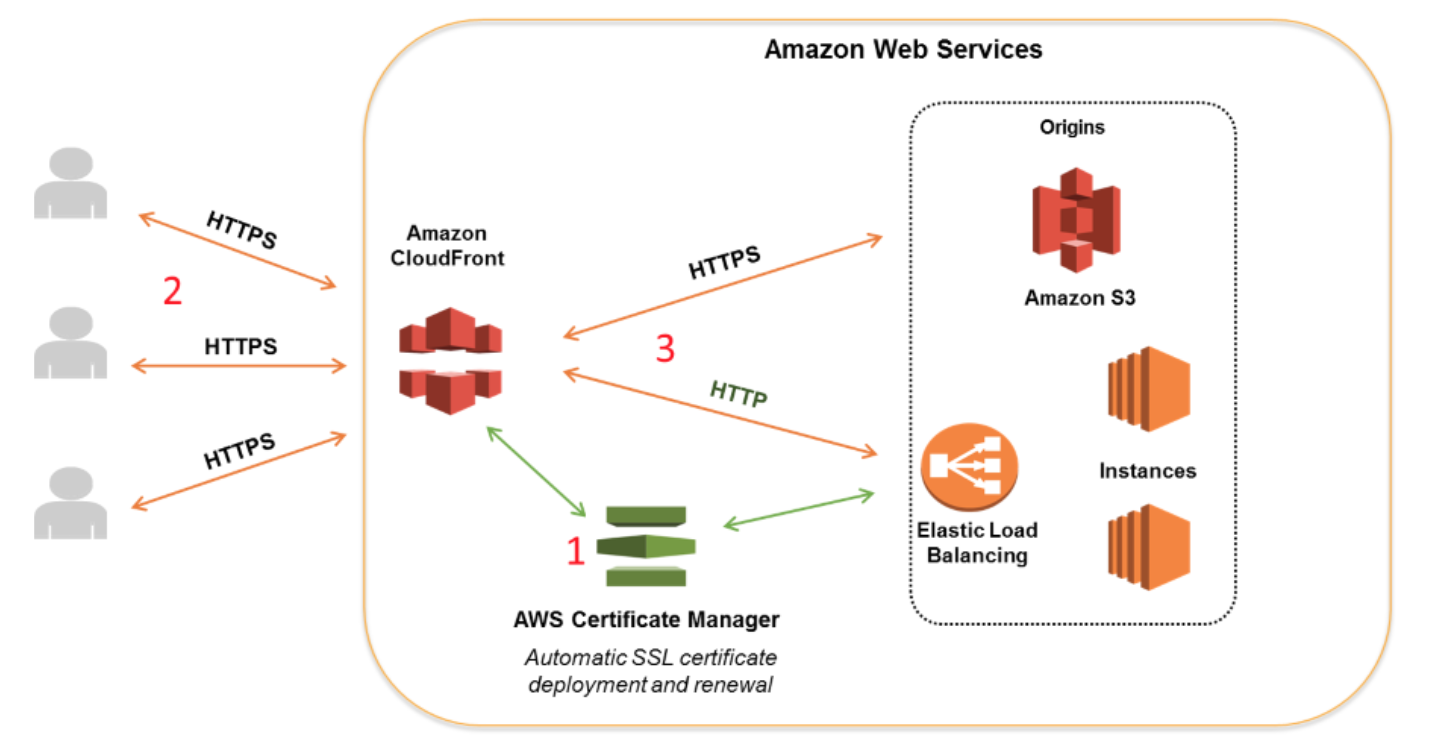 Amazon Web Services
Origins
HTTPS
Amazon
CloudFront
HTTPS
2
Amazon S3
HTTPS
3
HTTP
HTTPS
Instances
1
Elastic Load
Balancing
AWS Certificate Manager
Automatic SSL certificate
deployment and renewal